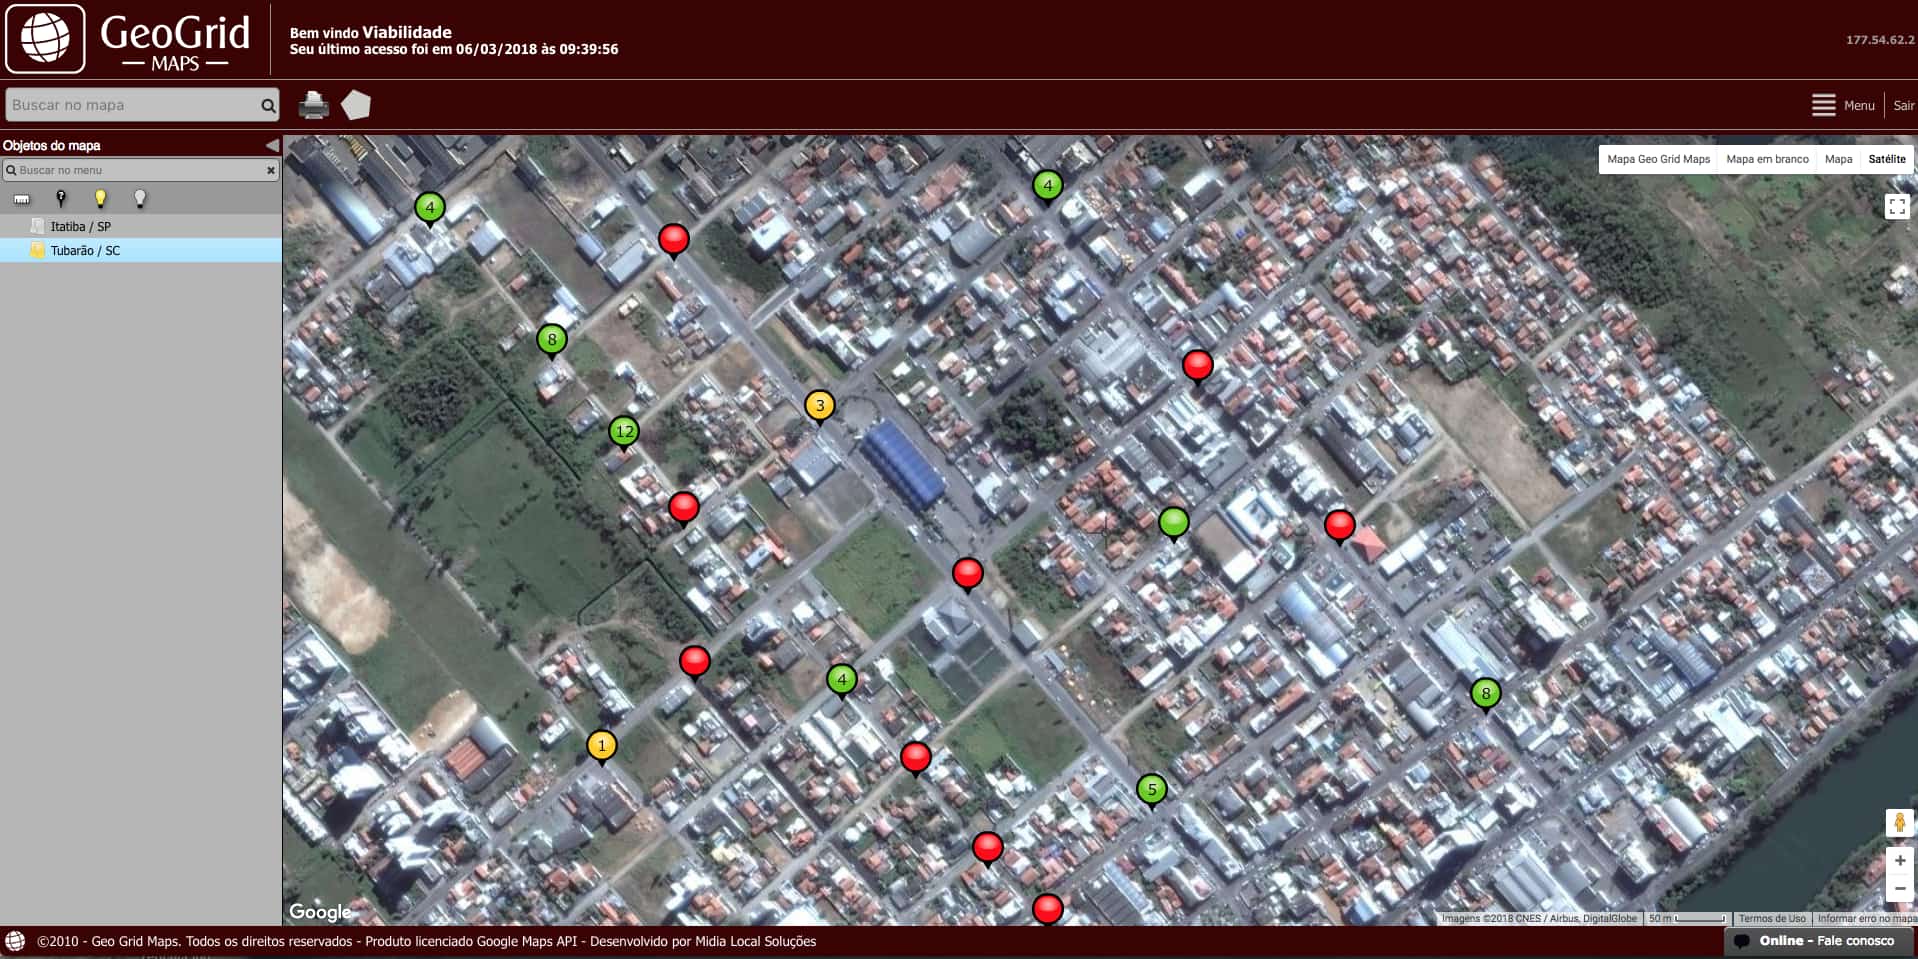 GeoGrid
MAPS
Bem vindo Viabilidade
Seu último acesso foi em 06/03/2018 às 09:39:56
177.54.62.2
Buscar no mapa
Menu
Sair
Objetos do mapa
Buscar no menu
Itatiba / SP
Tubarão / SC
Mapa Geo Grid Maps
Mapa em branco
Mapa
Satélite
4
4
8
3
12
4
8
1
5
Google
Imagens ©2018 CNES / Airbus, DigitalGlobe
50 m
Termos de Uso
Informar erro no mapa
©2010 - Geo Grid Maps. Todos os direitos reservados - Produto licenciado Google Maps API - Desenvolvido por Midia Local Soluções
Online - Fale conosco